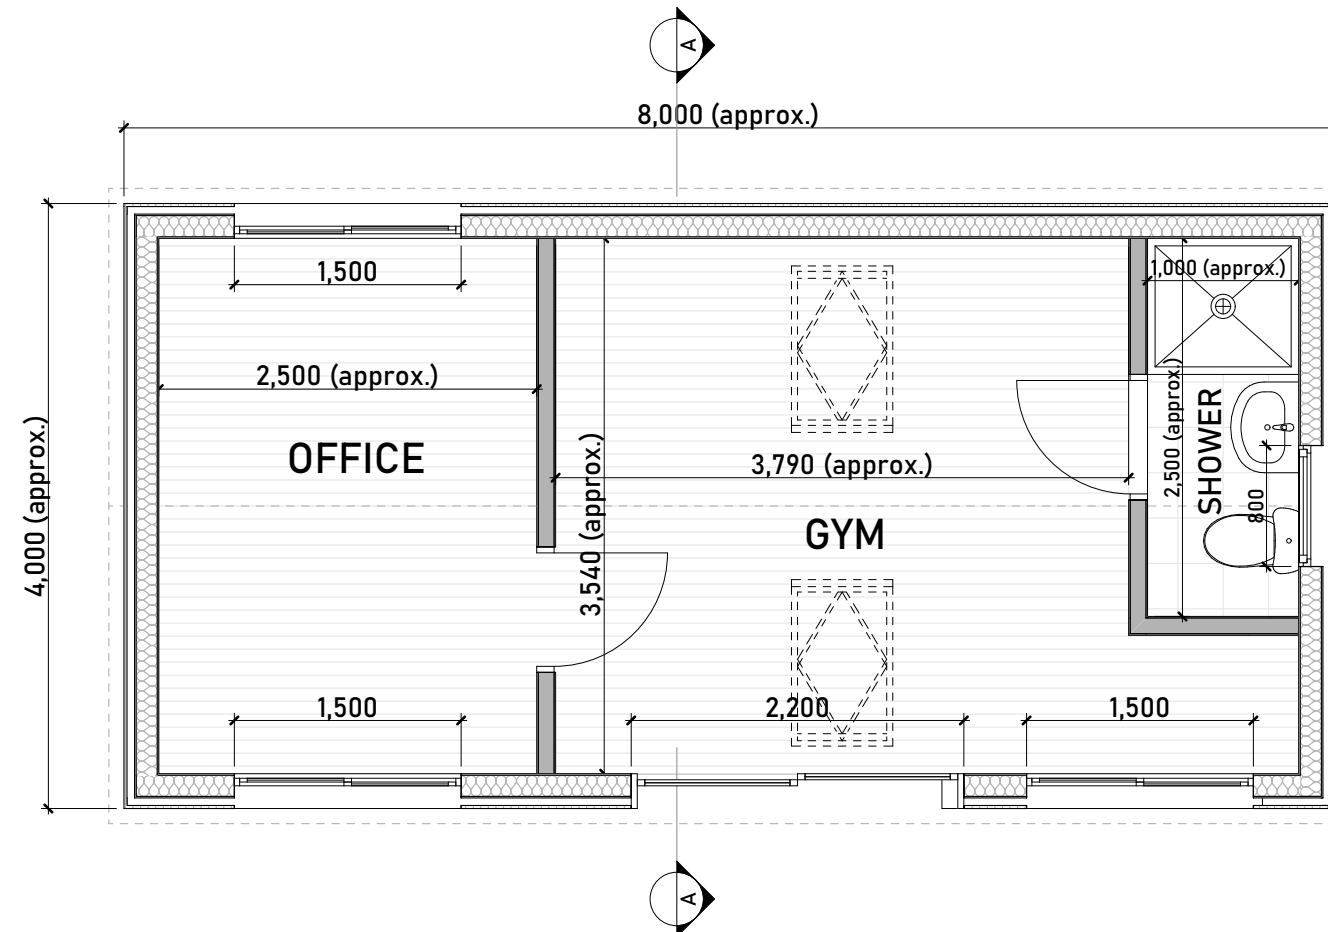 A
8,000 (approx.)
1,500
1,000 (approx.)
2,500 (approx.)
4,000 (approx.)
OFFICE
3,540 (approx.)
3,790 (approx.)
GYM
2,500 (approx.)
SHOWER
800
1,500
2,200
1,500
A